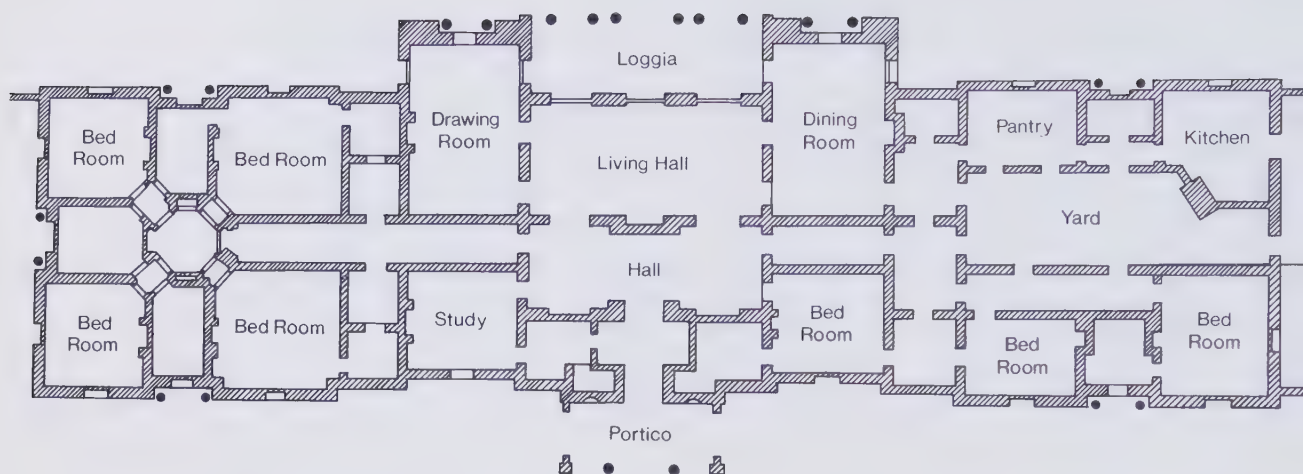 Loggia
Bed
Room
Bed Room
Drawing
Room
Living Hall
Dining
Room
Pantry
Kitchen
Yard
Hall
Bed
Room
Bed Room
Study
Bed
Room
Bed
Room
Bed
Room
Portico